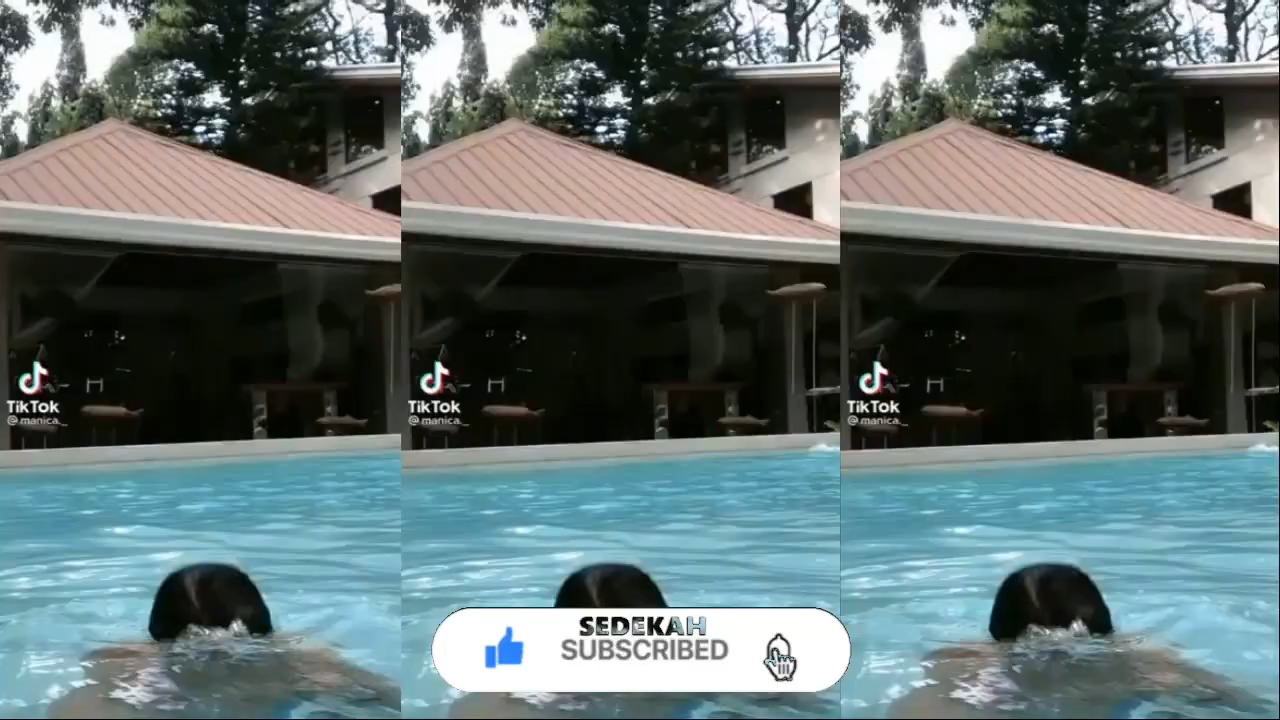 TikTok
@manica._
TikTok
@manica._
TikTok
@manica._
SEDEKAH
SUBSCRIBED